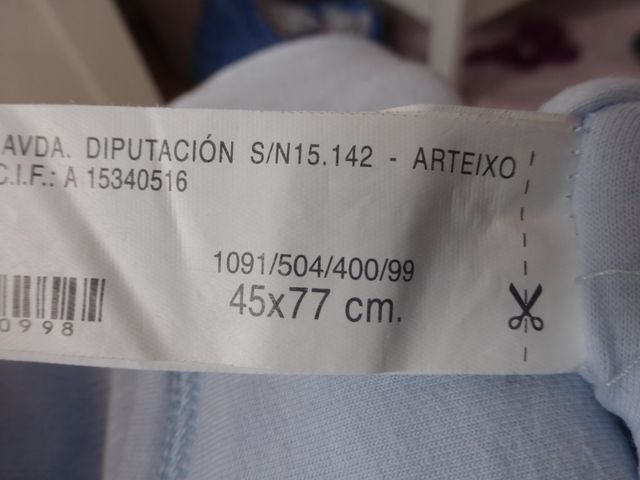 AVDA. DIPUTACIÓN S/N15.142 - ARTEIXO
C.I.F.: A 15340516
1091/504/400/99
45x77 cm.
0998